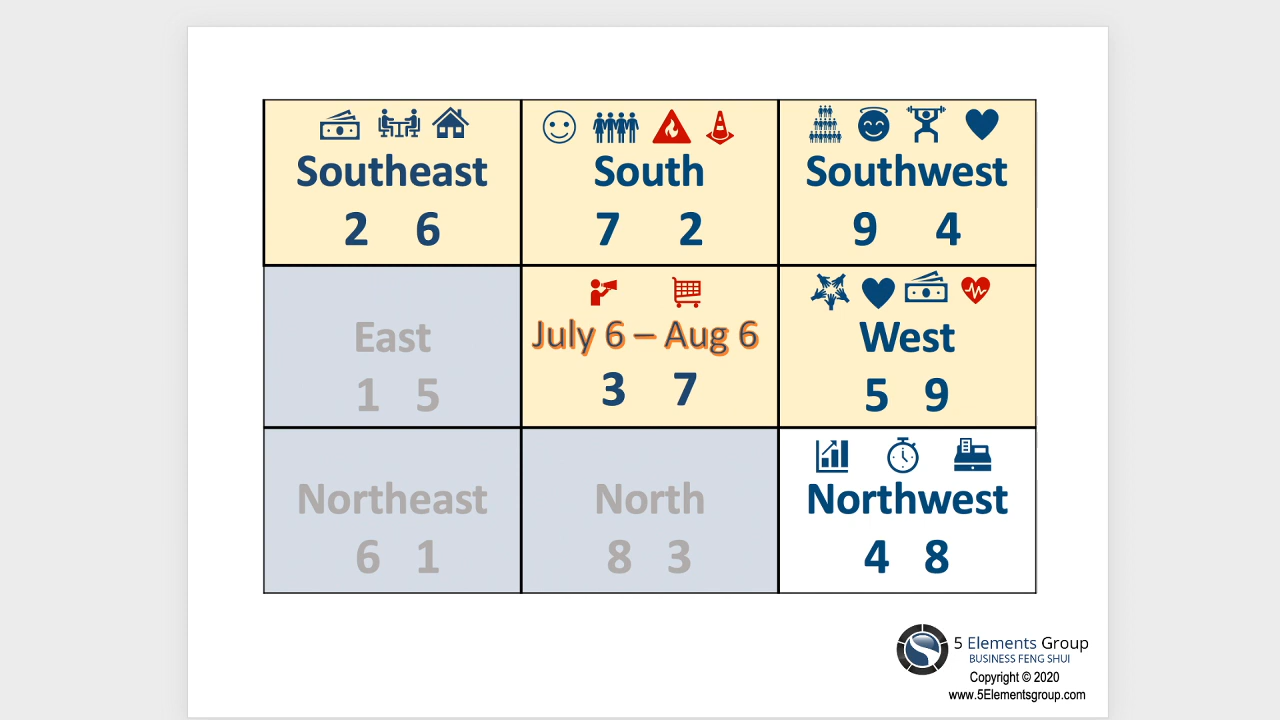 Southeast
2 6
South
7 2
Southwest
9 4
East
1 5
July 6 – Aug 6
3 7
West
5 9
Northeast
6 1
North
8 3
Northwest
4 8
5 Elements Group
BUSINESS FENG SHUI
Copyright © 2020
www.5Elementsgroup.com